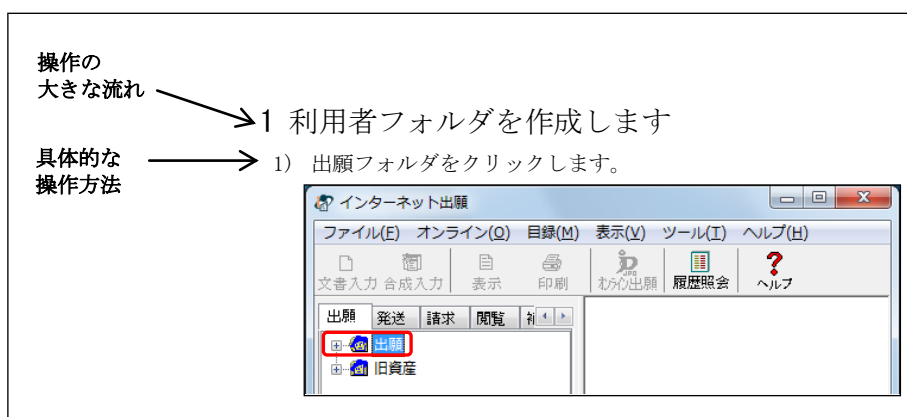 操作の
大きな流れ
1 利用者フォルダを作成します
具体的な
操作方法
1) 出願フォルダをクリックします。
インターネット出願
ファイル(F) オンライン(O) 目録(M) 表示(V) ツール(T) ヘルプ(H)
文書入力 合成入力 表示 印刷 オンライン出願 履歴照会 ヘルプ
出願 発送 請求 閲覧
出願
旧資産